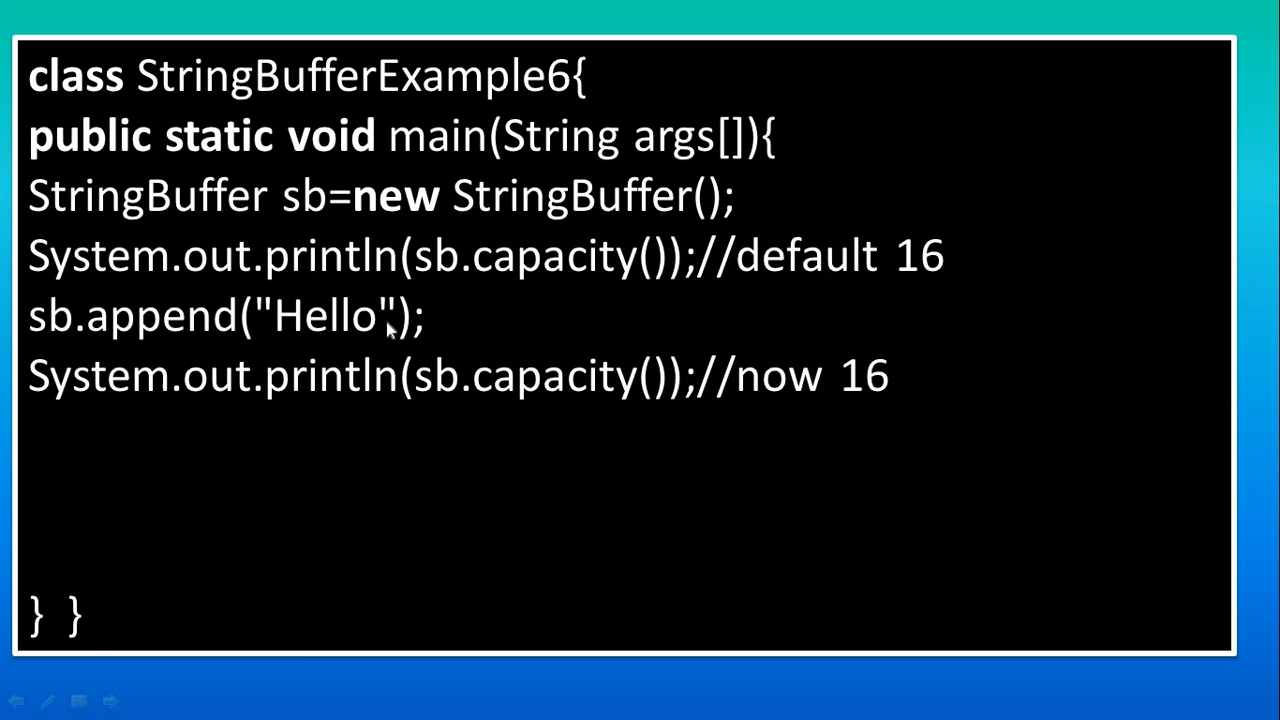 class StringBufferExample6{
public static void main(String args[]){
StringBuffer sb=new StringBuffer();
System.out.println(sb.capacity());//default 16
sb.append("Hello");
System.out.println(sb.capacity());//now 16
} }